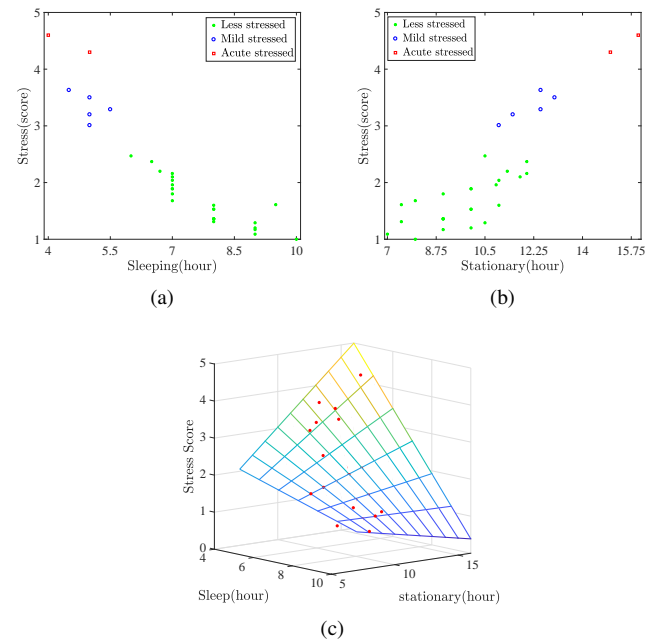 5
4
3
2
1
Stress(score)
Less stressed
Mild stressed
Acute stressed
4
5.5
7
8.5
10
Sleeping(hour)
(a)
5
4
3
2
1
Stress(score)
Less stressed
Mild stressed
Acute stressed
7
8.75
10.5
12.25
14
15.75
Stationary(hour)
(b)
5
4
3
2
1
0
Stress Score
4
6
8
10
Sleep(hour)
5
10
15
stationary(hour)
(c)